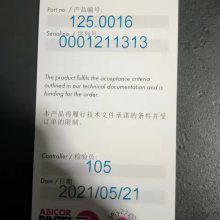 Part no. / 产品编号:
125.0016
Serial no. / 序列号:
0001211313
The product fulfils the acceptance criteria
outlined in our technical documentation and is
binding for the order.
本产品将履行技术文件承诺的条件并受
订单的限制。
Controller / 检验员:
105
Date / 日期:
2021/05/21
ABICOR
BINZEL